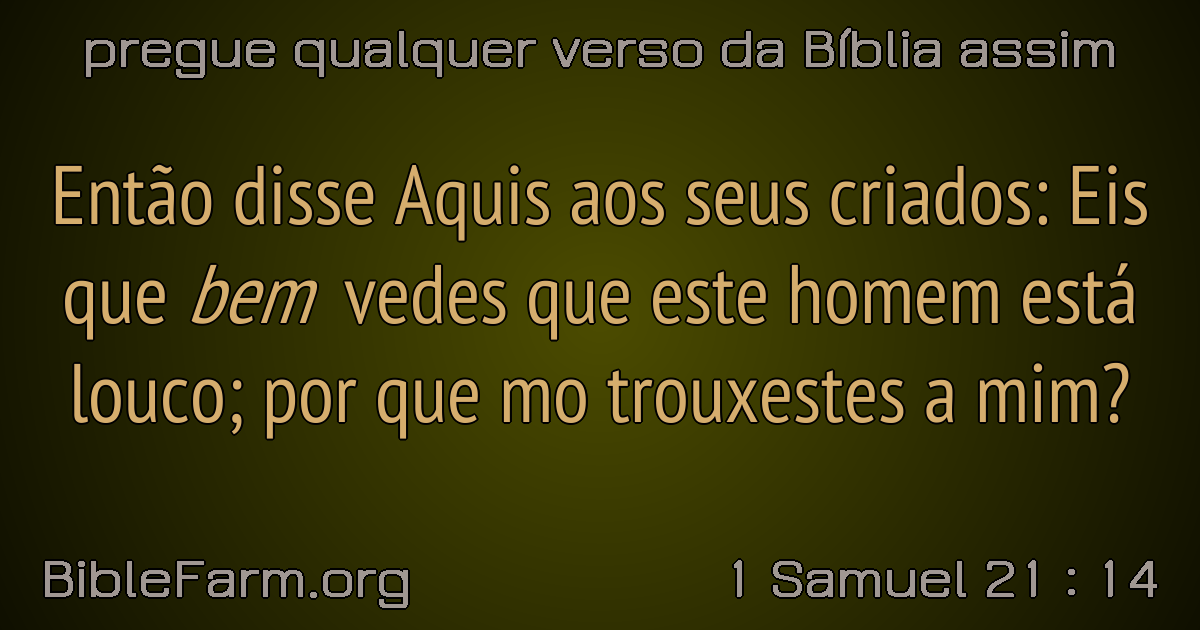 pregue qualquer verso da Bíblia assim
Então disse Aquis aos seus criados: Eis
que bem vedes que este homem está
louco; por que mo trouxestes a mim?
BibleFarm.org
1 Samuel 21 : 14